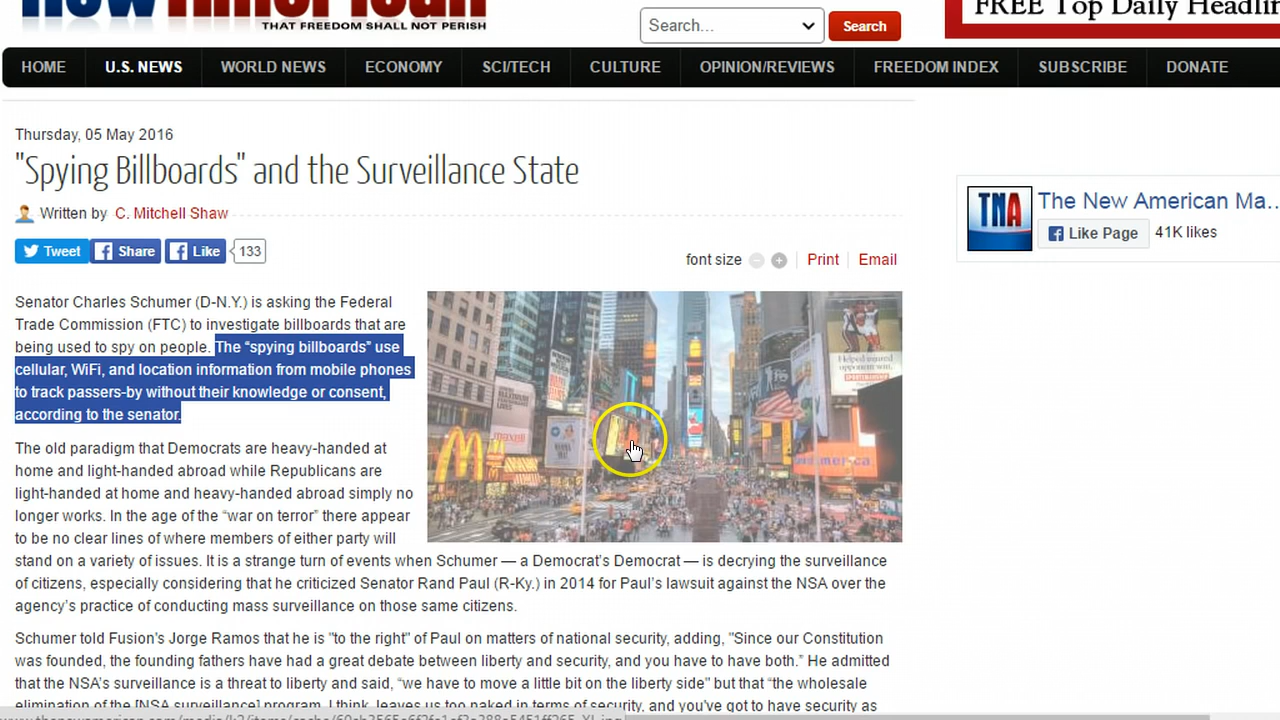 New American
THAT FREEDOM SHALL NOT PERISH
Search...
Search
FREE Top Daily
HOME U.S. NEWS WORLD NEWS ECONOMY SCI/TECH CULTURE OPINION/REVIEWS FREEDOM INDEX SUBSCRIBE DONATE
Thursday, 05 May 2016
"Spying Billboards" and the Surveillance State
Written by C. Mitchell Shaw
Tweet Share Like 133
font size Print Email
TNA
The New American Ma...
Like Page 41K likes
Senator Charles Schumer (D-N.Y.) is asking the Federal
Trade Commission (FTC) to investigate billboards that are
being used to spy on people. The “spying billboards” use
cellular, WiFi, and location information from mobile phones
to track passers-by without their knowledge or consent,
according to the senator.
Helped injured
opponent win.
maxell
The old paradigm that Democrats are heavy-handed at
home and light-handed abroad while Republicans are
light-handed at home and heavy-handed abroad simply no
longer works. In the age of the “war on terror” there appear
to be no clear lines of where members of either party will
stand on a variety of issues. It is a strange turn of events when Schumer — a Democrat’s Democrat — is decrying the surveillance
of citizens, especially considering that he criticized Senator Rand Paul (R-Ky.) in 2014 for Paul’s lawsuit against the NSA over the
agency’s practice of conducting mass surveillance on those same citizens.
Schumer told Fusion’s Jorge Ramos that he is "to the right" of Paul on matters of national security, adding, "Since our Constitution
was founded, the founding fathers have had a great debate between liberty and security, and you have to have both.” He admitted
that the NSA’s surveillance is a threat to liberty and said, “we have to move a little bit on the liberty side" but that “the wholesale
elimination of the [NSA surveillance] program, I think, leaves us too naked in terms of security, and you've got to have security as